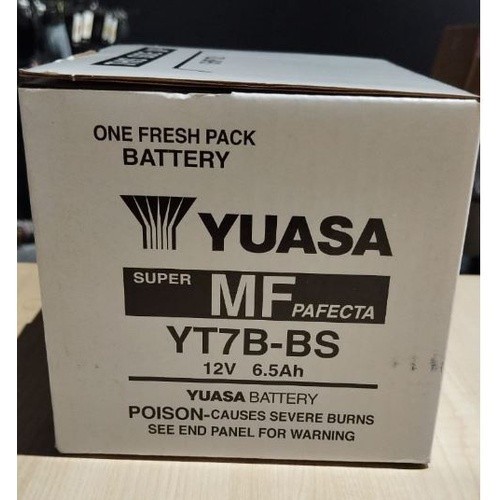 ONE FRESH PACK
BATTERY
YUASA
SUPER MF PAFECTA
YT7B-BS
12V 6.5Ah
YUASA BATTERY
POISON-CAUSES SEVERE BURNS
SEE END PANEL FOR WARNING